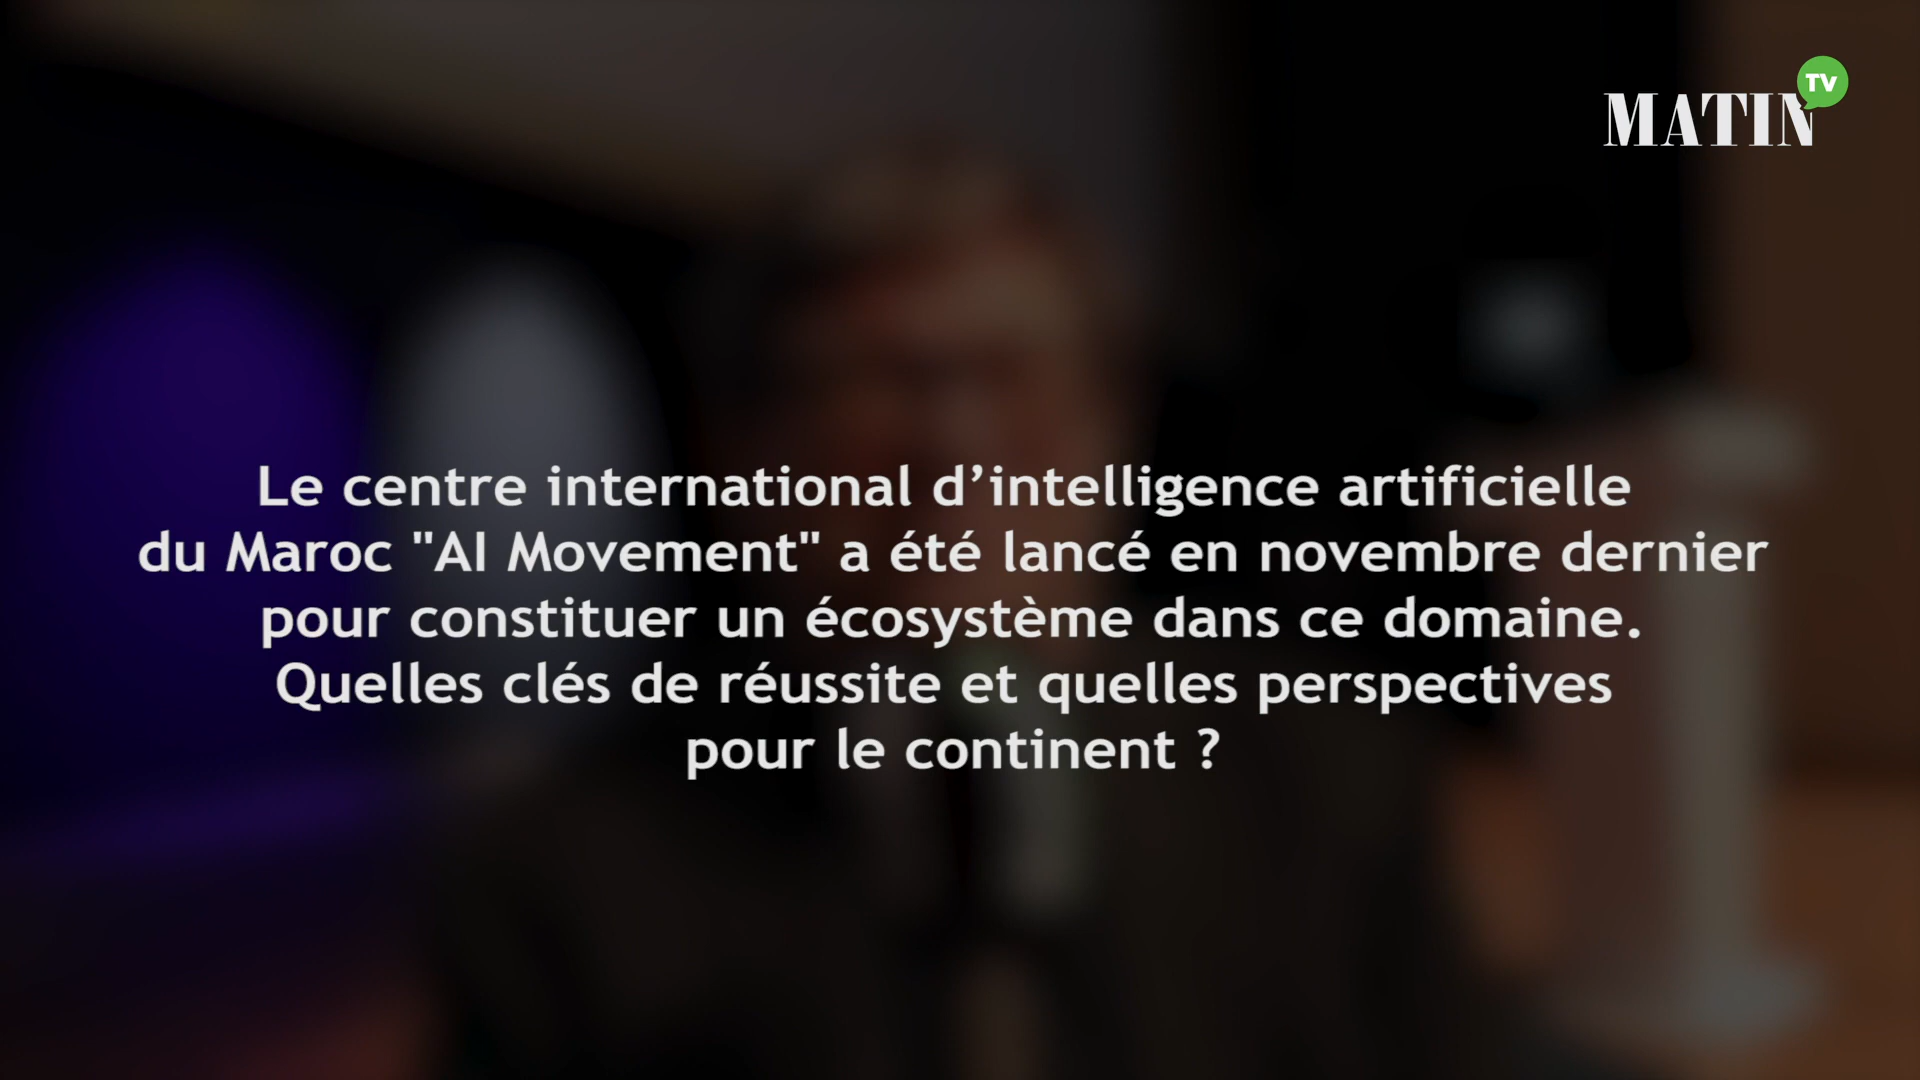 MATIN TV
Le centre international d’intelligence artificielle
du Maroc "AI Movement" a été lancé en novembre dernier
pour constituer un écosystème dans ce domaine.
Quelles clés de réussite et quelles perspectives
pour le continent ?